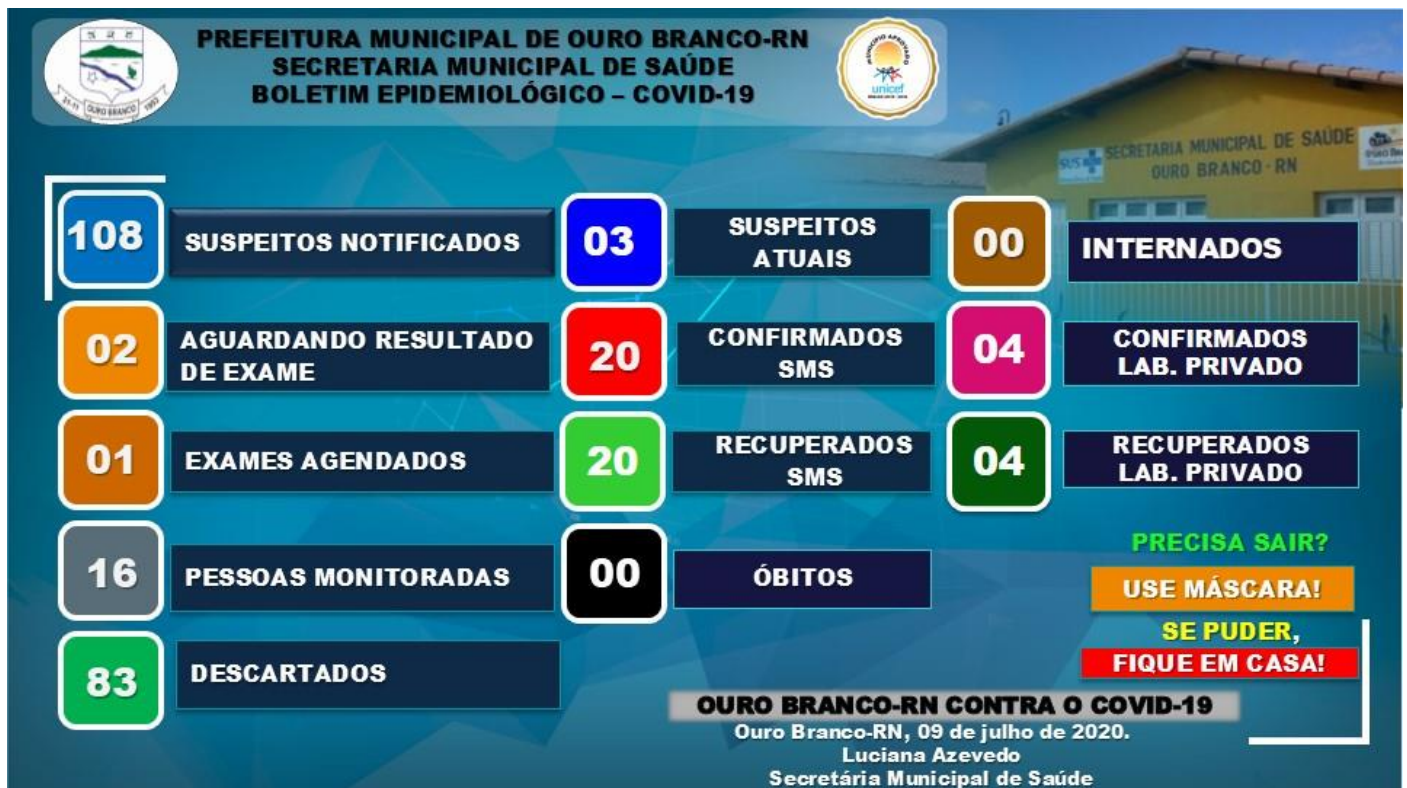 PREFEITURA MUNICIPAL DE OURO BRANCO-RN
SECRETARIA MUNICIPAL DE SAÚDE
BOLETIM EPIDEMIOLÓGICO – COVID-19
OURO BRANCO
MUNICÍPIO APROVADO
unicef
SUS
SECRETARIA MUNICIPAL DE SAÚDE
OURO BRANCO - RN
108
SUSPEITOS NOTIFICADOS
03
SUSPEITOS
ATUAIS
00
INTERNADOS
02
AGUARDANDO RESULTADO
DE EXAME
20
CONFIRMADOS
SMS
04
CONFIRMADOS
LAB. PRIVADO
01
EXAMES AGENDADOS
20
RECUPERADOS
SMS
04
RECUPERADOS
LAB. PRIVADO
16
PESSOAS MONITORADAS
00
ÓBITOS
83
DESCARTADOS
PRECISA SAIR?
USE MÁSCARA!
SE PUDER,
FIQUE EM CASA!
OURO BRANCO-RN CONTRA O COVID-19
Ouro Branco-RN, 09 de julho de 2020.
Luciana Azevedo
Secretária Municipal de Saúde